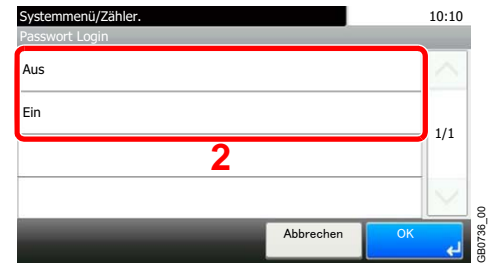 Systemmenü/Zähler. 10:10
Passwort Login
Aus
Ein
1/1
2
Abbrechen OK
GB0736_00